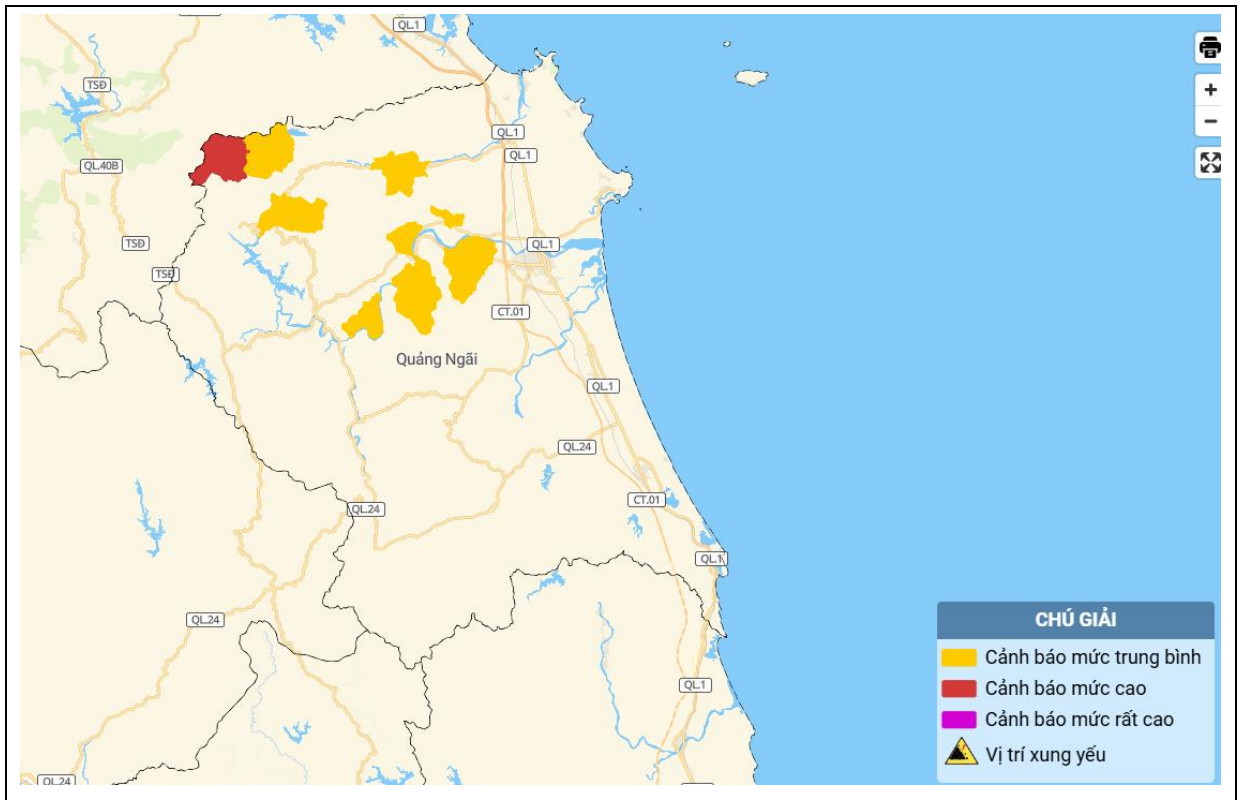 QL.1
TSĐ
+
−
QL.1
QL.1
QL.40B
TSĐ
QL.1
TSĐ
CT.01
Quảng Ngãi
QL.1
QL.24
CT.01
QL.24
QL.1
QL.24
CHÚ GIẢI
Cảnh báo mức trung bình
QL.1
Cảnh báo mức cao
Cảnh báo mức rất cao
Vị trí xung yếu
QL.24